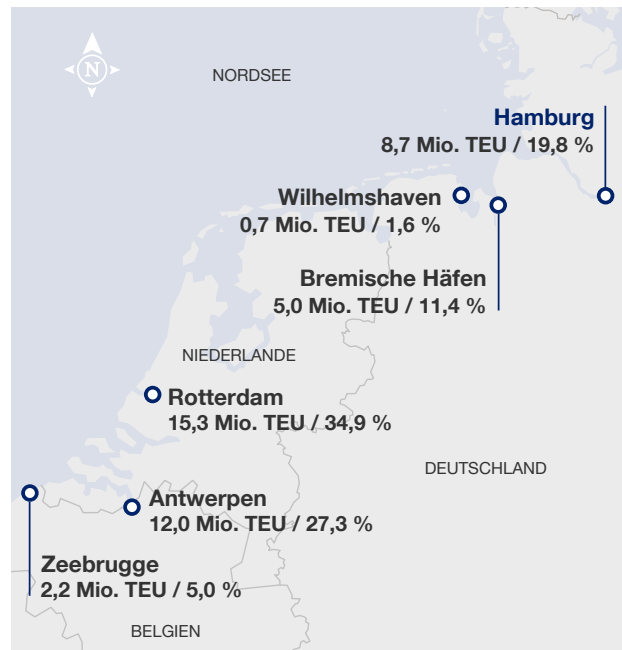 N
NORDSEE
Hamburg
8,7 Mio. TEU / 19,8 %
Wilhelmshaven
0,7 Mio. TEU / 1,6 %
Bremische Häfen
5,0 Mio. TEU / 11,4 %
NIEDERLANDE
Rotterdam
15,3 Mio. TEU / 34,9 %
DEUTSCHLAND
Antwerpen
12,0 Mio. TEU / 27,3 %
Zeebrugge
2,2 Mio. TEU / 5,0 %
BELGIEN